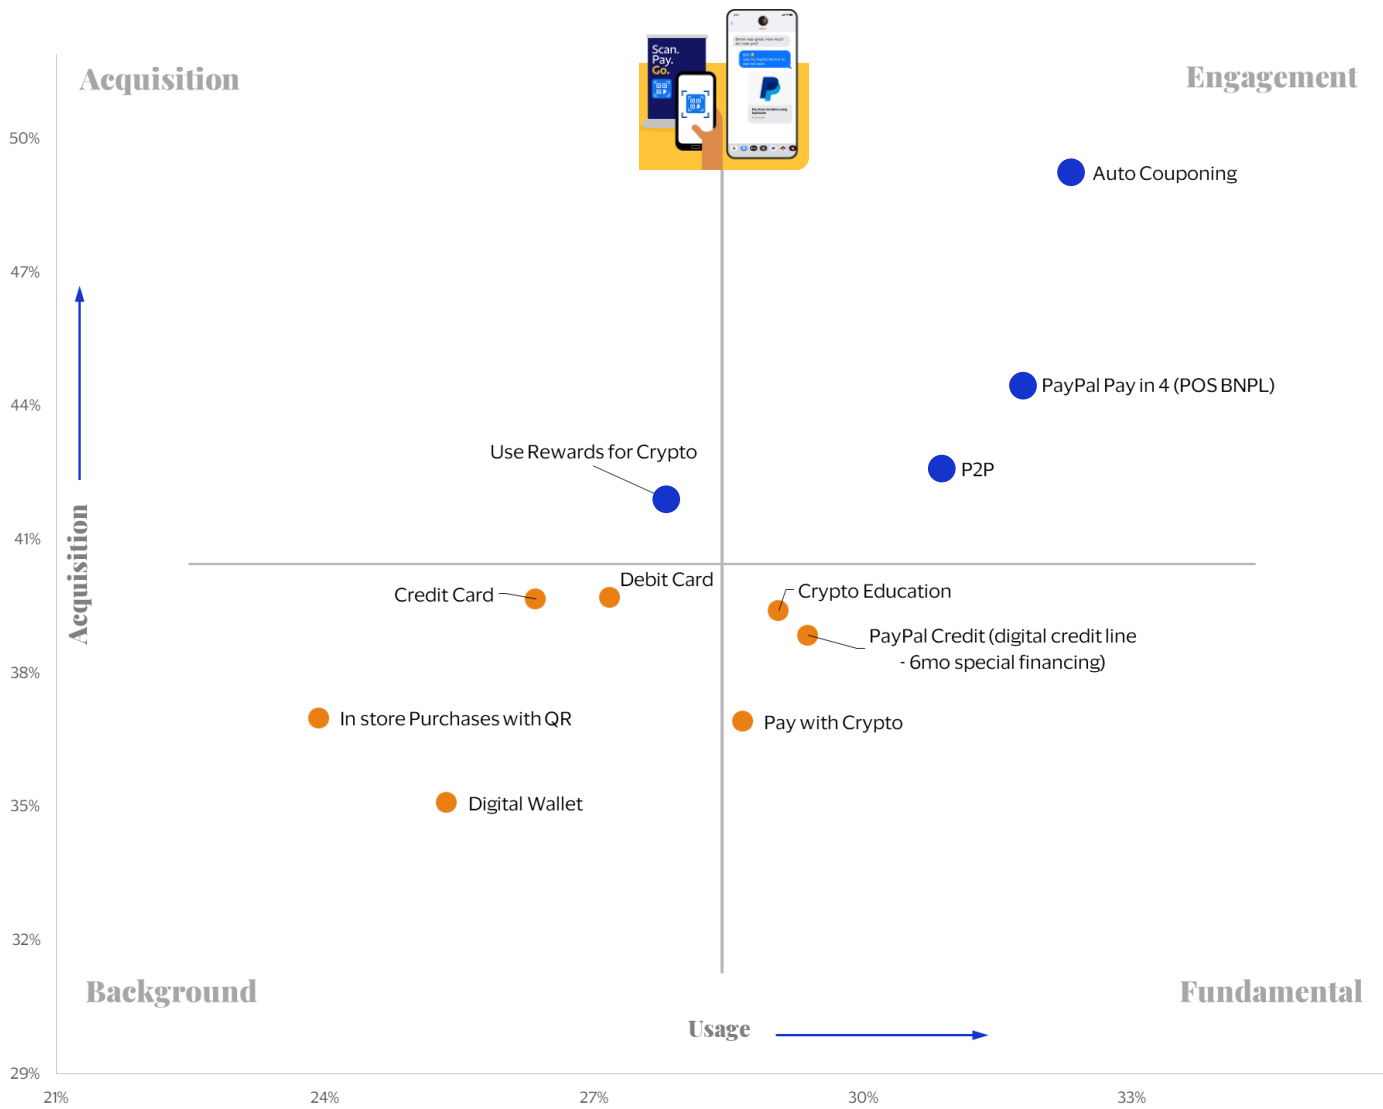 Acquisition
Engagement
Scan.
Pay.
Go.
50%
Auto Couponing
47%
44%
PayPal Pay in 4 (POS BNPL)
Use Rewards for Crypto
P2P
41%
Acquisition
Debit Card
Credit Card
Crypto Education
PayPal Credit (digital credit line
- 6mo special financing)
38%
In store Purchases with QR
Pay with Crypto
35%
Digital Wallet
32%
Background
Fundamental
Usage
29%
21%
24%
27%
30%
33%